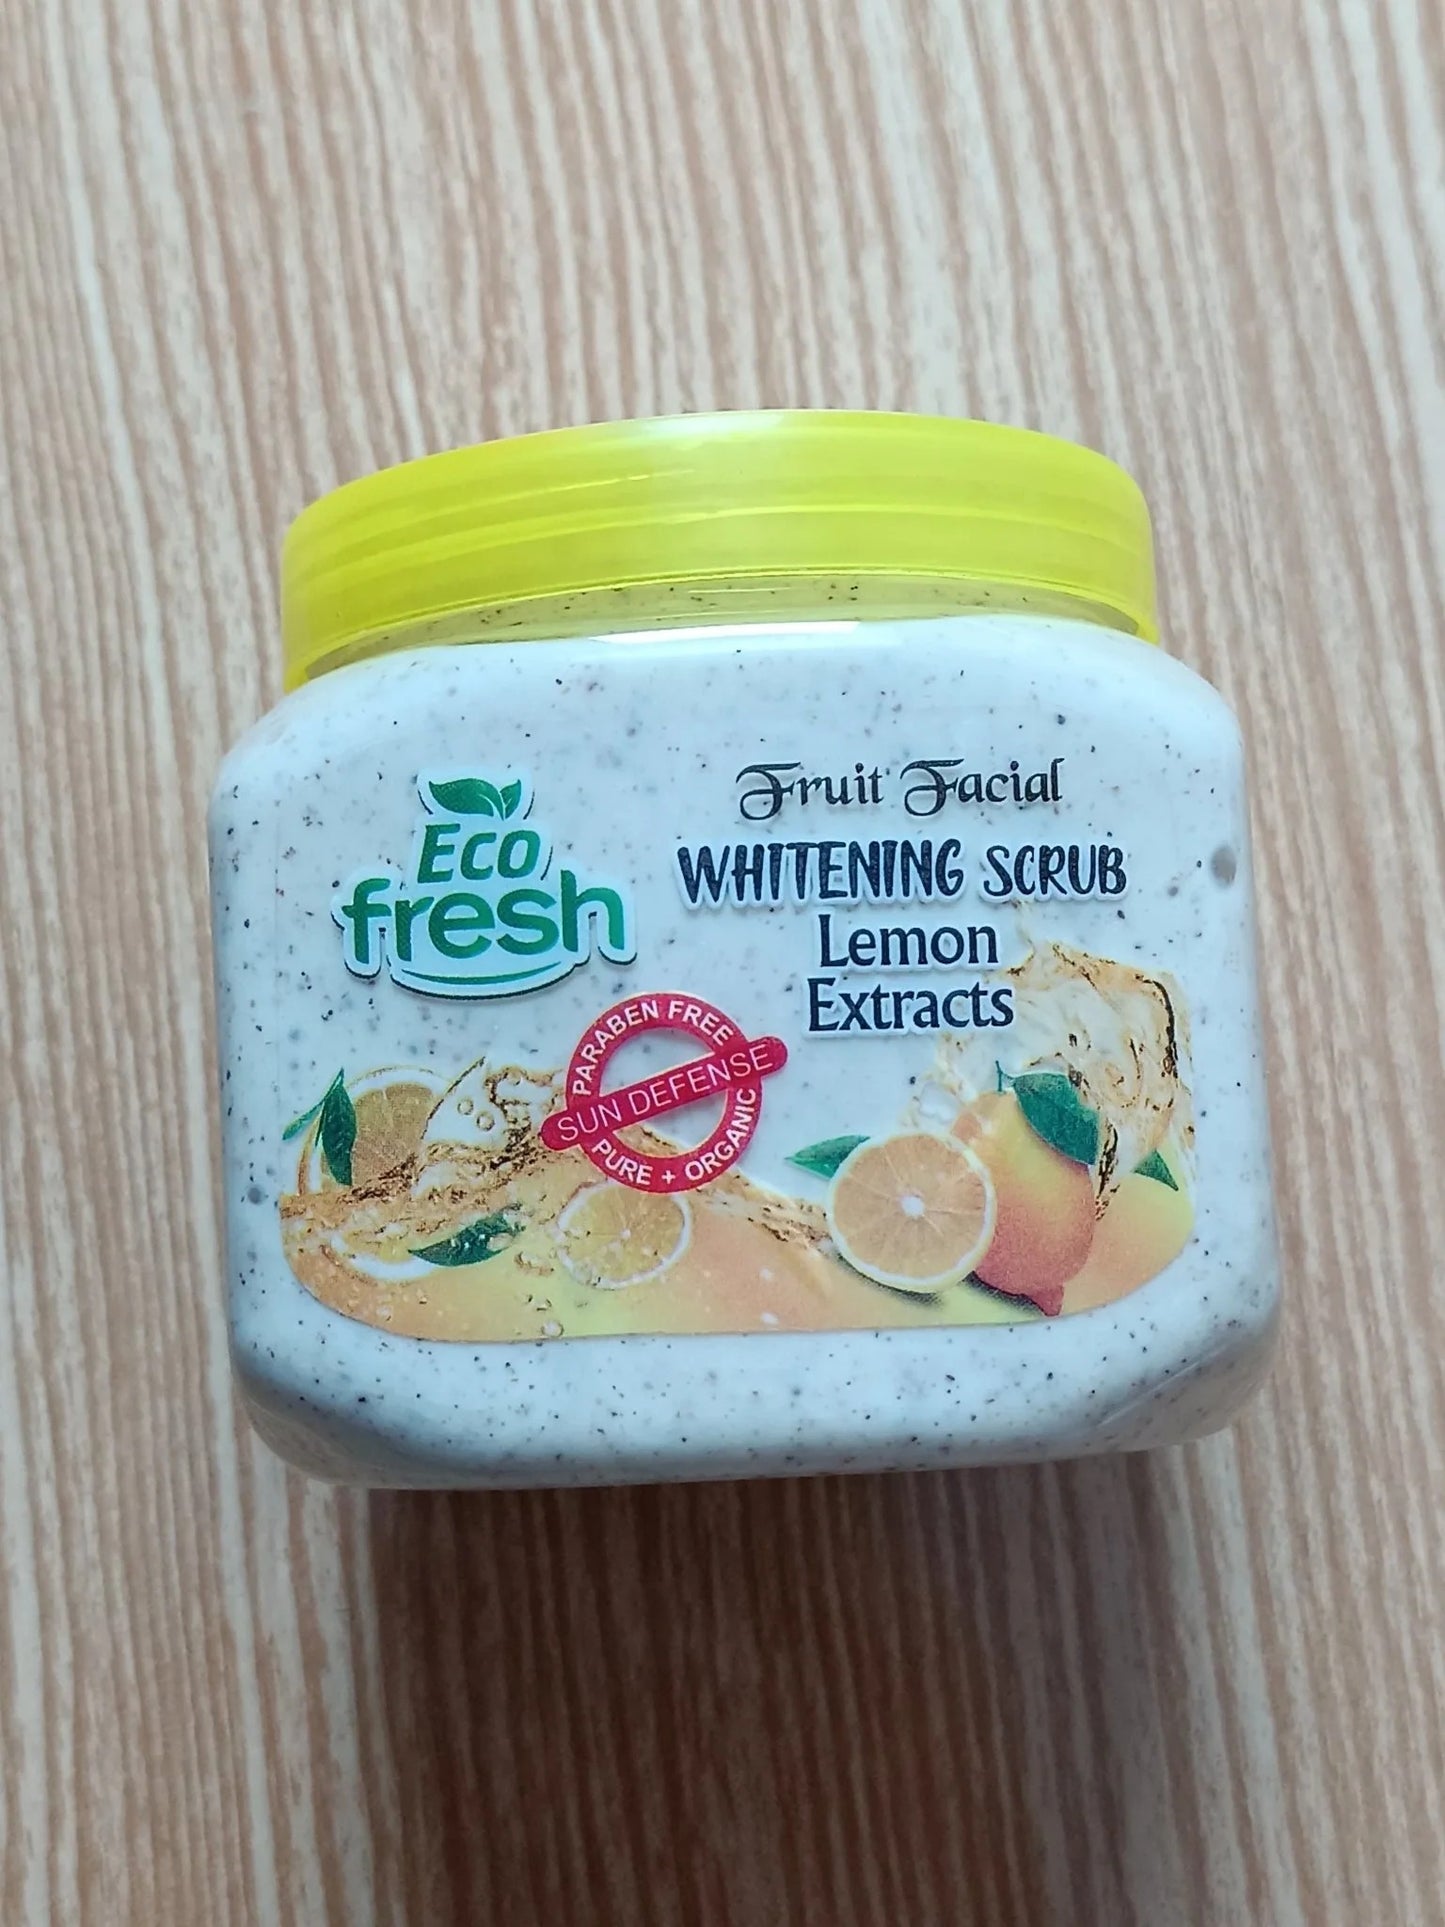 Eco
fresh
Fruit Facial
WHITENING SCRUB
Lemon
Extracts
PARABEN FREE
SUN DEFENSE
PURE + ORGANIC